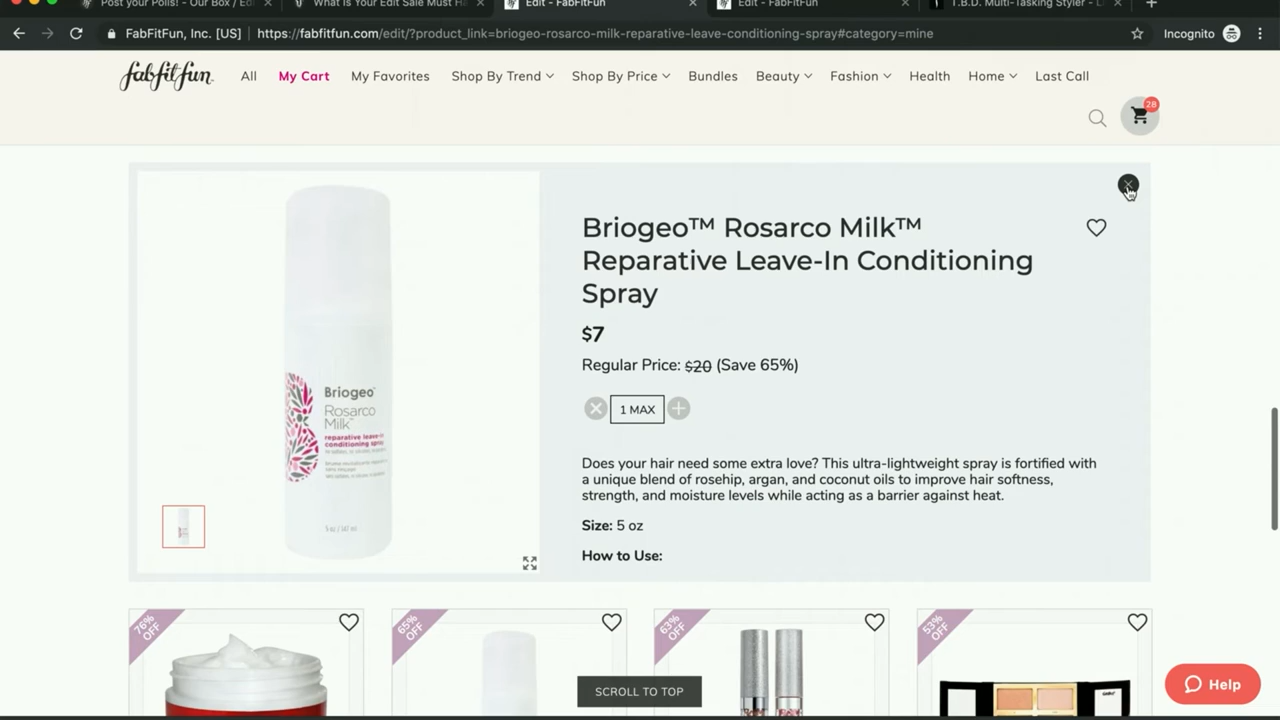 Post your Polls! - Our Box / Ed
What Is Your Edit Sale Must Ha
Edit - FabFitFun
Edit - FabFitFun
T.B.D. Multi-Tasking Styler - D
FabFitFun, Inc. [US] | https://fabfitfun.com/edit/?product_link=briogeo-rosarco-milk-reparative-leave-conditioning-spray#category=mine
Incognito
fabfitfun. All My Cart My Favorites Shop By Trend Shop By Price Bundles Beauty Fashion Health Home Last Call
28
Briogeo™ Rosarco Milk™
Reparative Leave-In Conditioning
Spray
$7
Regular Price: $20 (Save 65%)
1 MAX
Does your hair need some extra love? This ultra-lightweight spray is fortified with
a unique blend of rosehip, argan, and coconut oils to improve hair softness,
strength, and moisture levels while acting as a barrier against heat.
Size: 5 oz
How to Use:
Briogeo™
Rosarco
Milk™
reparative leave-in
conditioning spray
76% OFF
65% OFF
63% OFF
53% OFF
SCROLL TO TOP
Help